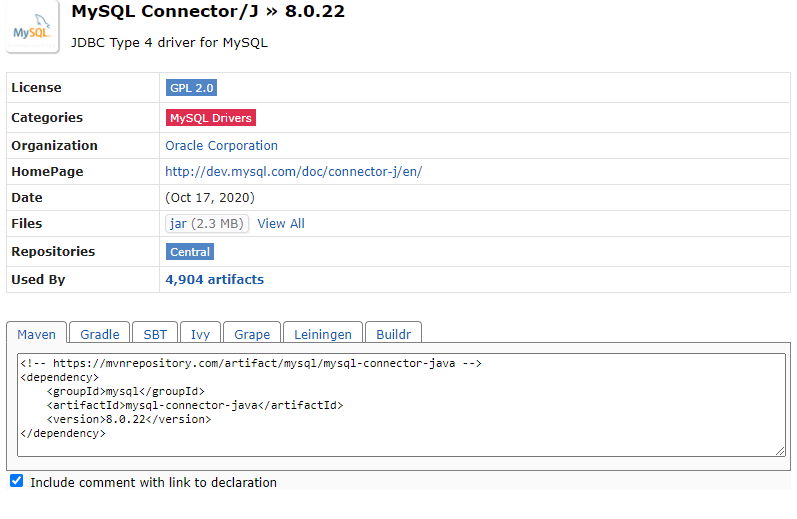 MySQL
MySQL Connector/J » 8.0.22
JDBC Type 4 driver for MySQL
License GPL 2.0
Categories MySQL Drivers
Organization Oracle Corporation
HomePage http://dev.mysql.com/doc/connector-j/en/
Date (Oct 17, 2020)
Files jar (2.3 MB) View All
Repositories Central
Used By 4,904 artifacts
Maven Gradle SBT Ivy Grape Leiningen Buildr
<!-- https://mvnrepository.com/artifact/mysql/mysql-connector-java -->
<dependency>
    <groupId>mysql</groupId>
    <artifactId>mysql-connector-java</artifactId>
    <version>8.0.22</version>
</dependency>
Include comment with link to declaration